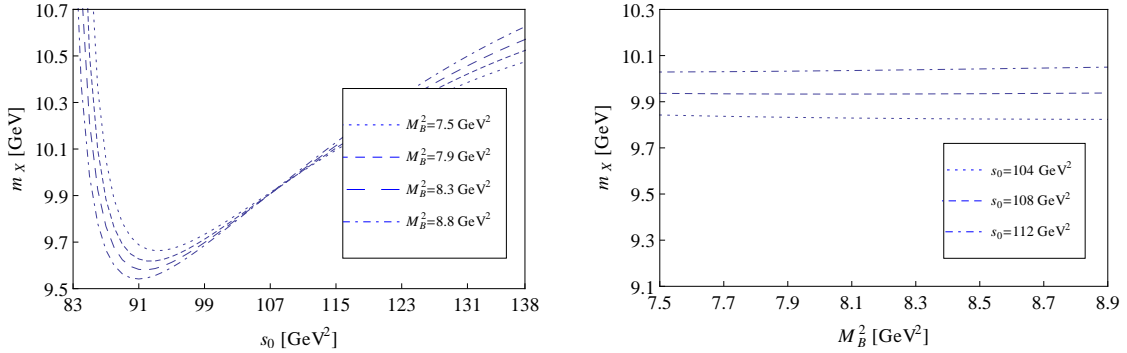 10.7
10.5
10.3
10.1
9.9
9.7
9.5
m_X [GeV]
M_B^2=7.5 GeV^2
M_B^2=7.9 GeV^2
M_B^2=8.3 GeV^2
M_B^2=8.8 GeV^2
83 91 99 107 115 123 131 138
s_0 [GeV^2]
10.3
10.1
9.9
9.7
9.5
9.3
9.1
m_X [GeV]
s_0=104 GeV^2
s_0=108 GeV^2
s_0=112 GeV^2
7.5 7.7 7.9 8.1 8.3 8.5 8.7 8.9
M_B^2 [GeV^2]